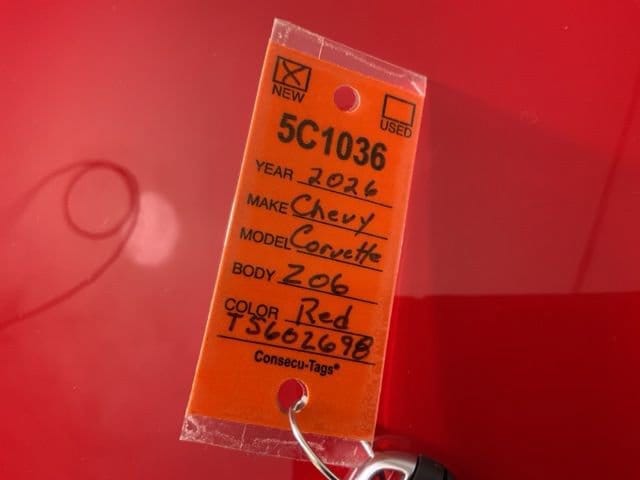 NEW
USED
5C1036
YEAR 2026
MAKE Chevy
MODEL Corvette
BODY Z06
COLOR Red
T5602698
Consecu-Tags®